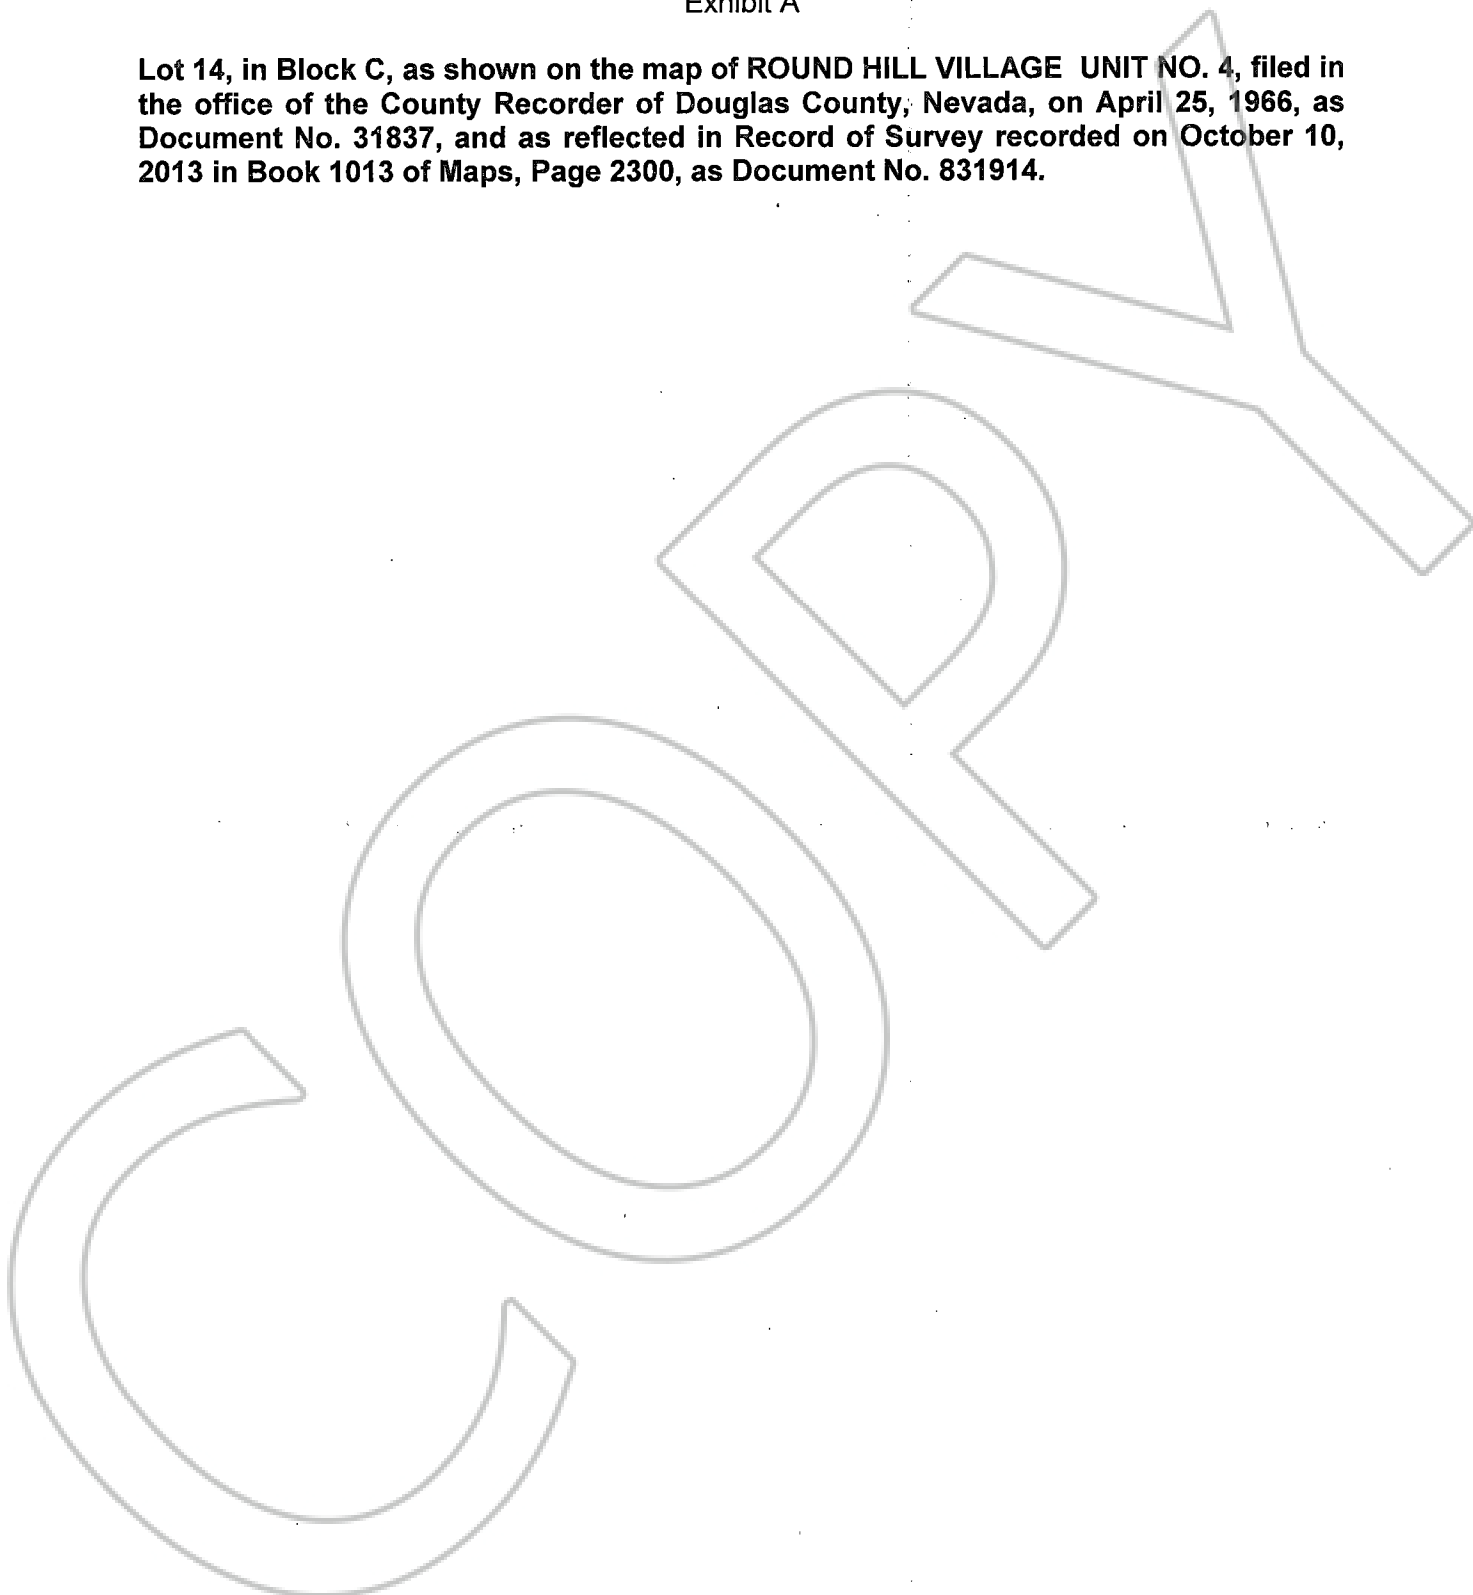 Exhibit A
Lot 14, in Block C, as shown on the map of ROUND HILL VILLAGE UNIT NO. 4, filed in
the office of the County Recorder of Douglas County, Nevada, on April 25, 1966, as
Document No. 31837, and as reflected in Record of Survey recorded on October 10,
2013 in Book 1013 of Maps, Page 2300, as Document No. 831914.
COPY